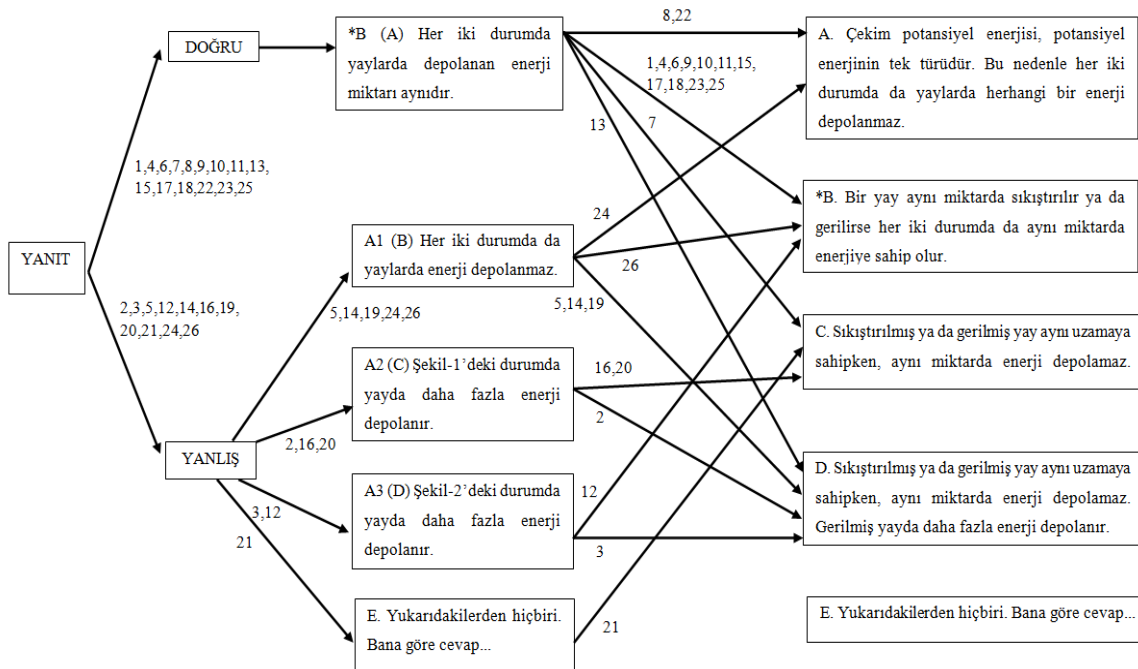 YANIT
DOĞRU
1,4,6,7,8,9,10,11,13,
15,17,18,22,23,25
2,3,5,12,14,16,19,
20,21,24,26
YANLIŞ
*B (A) Her iki durumda
yaylarda depolanan enerji
miktarı aynıdır.
5,14,19,24,26
A1 (B) Her iki durumda da
yaylarda enerji depolanmaz.
2,16,20
A2 (C) Şekil-1’deki durumda
yayda daha fazla enerji
depolanır.
3,12
A3 (D) Şekil-2’deki durumda
yayda daha fazla enerji
depolanır.
21
E. Yukarıdakilerden hiçbiri.
Bana göre cevap...
8,22
1,4,6,9,10,11,15,
17,18,23,25
7
13
24
26
5,14,19
16,20
2
12
3
21
A. Çekim potansiyel enerjisi, potansiyel
enerjinin tek türüdür. Bu nedenle her iki
durumda da yaylarda herhangi bir enerji
depolanmaz.
*B. Bir yay aynı miktarda sıkıştırılır ya da
gerilirse her iki durumda da aynı miktarda
enerjiye sahip olur.
C. Sıkıştırılmış ya da gerilmiş yay aynı uzamaya
sahipken, aynı miktarda enerji depolamaz.
D. Sıkıştırılmış ya da gerilmiş yay aynı uzamaya
sahipken, aynı miktarda enerji depolamaz.
Gerilmiş yayda daha fazla enerji depolanır.
E. Yukarıdakilerden hiçbiri. Bana göre cevap...